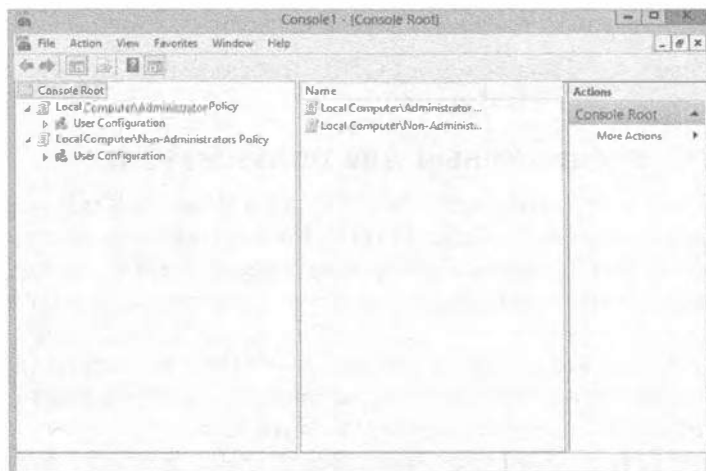 Console1 - [Console Root]
File Action View Favorites Window Help
Console Root
Local Computer\Administrator Policy
User Configuration
Local Computer\Non-Administrators Policy
User Configuration
Name
Local Computer\Administrator ...
Local Computer\Non-Administ...
Actions
Console Root
More Actions